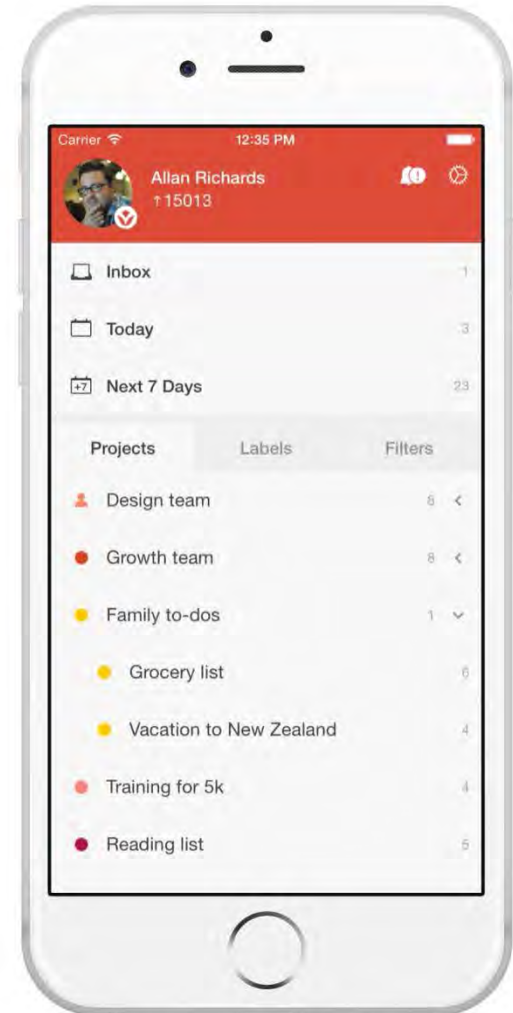 Carrier 12:35 PM
Allan Richards
↑15013
Inbox 1
Today 3
+7 Next 7 Days 23
Projects Labels Filters
Design team 8
Growth team 8
Family to-dos 1
Grocery list 6
Vacation to New Zealand 4
Training for 5k 4
Reading list 5